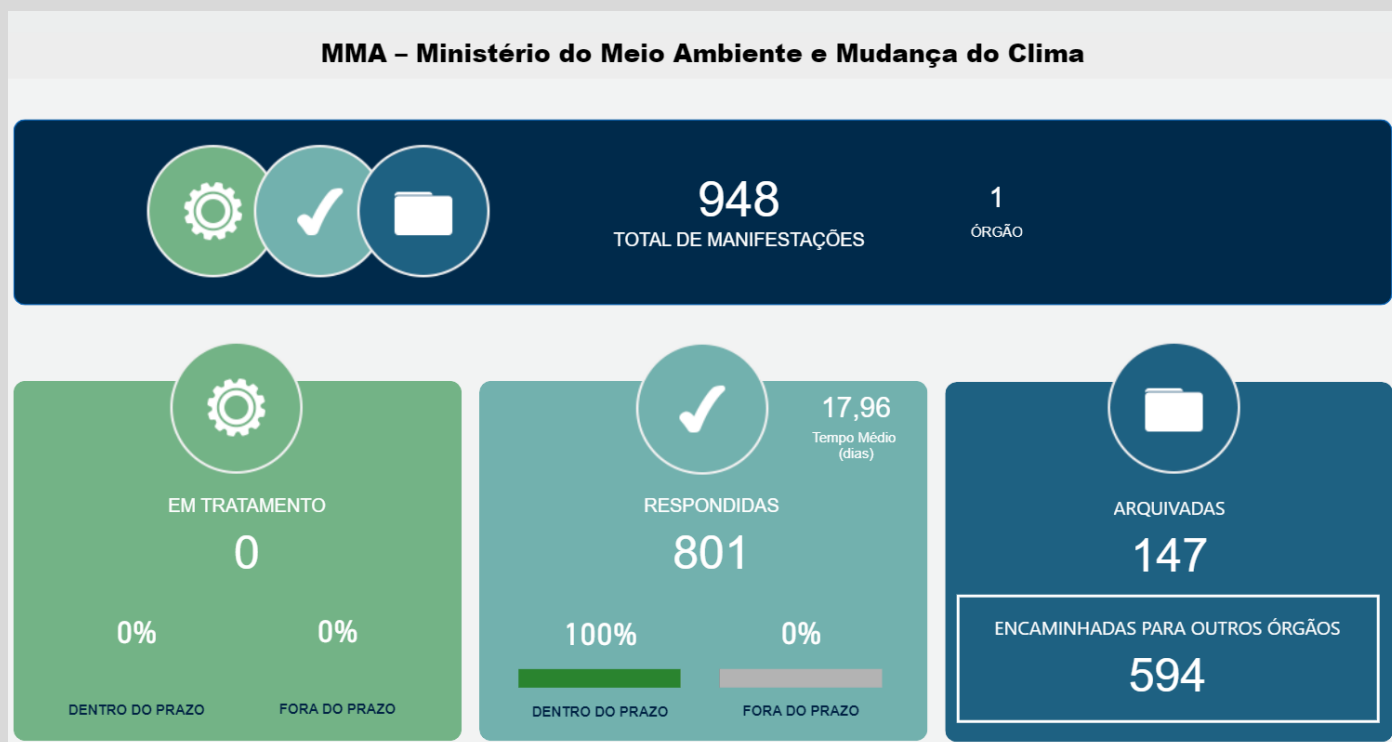 MMA – Ministério do Meio Ambiente e Mudança do Clima
948
TOTAL DE MANIFESTAÇÕES
1
ÓRGÃO
EM TRATAMENTO
0
0%
0%
DENTRO DO PRAZO
FORA DO PRAZO
17,96
Tempo Médio
(dias)
RESPONDIDAS
801
100%
0%
DENTRO DO PRAZO
FORA DO PRAZO
ARQUIVADAS
147
ENCAMINHADAS PARA OUTROS ÓRGÃOS
594